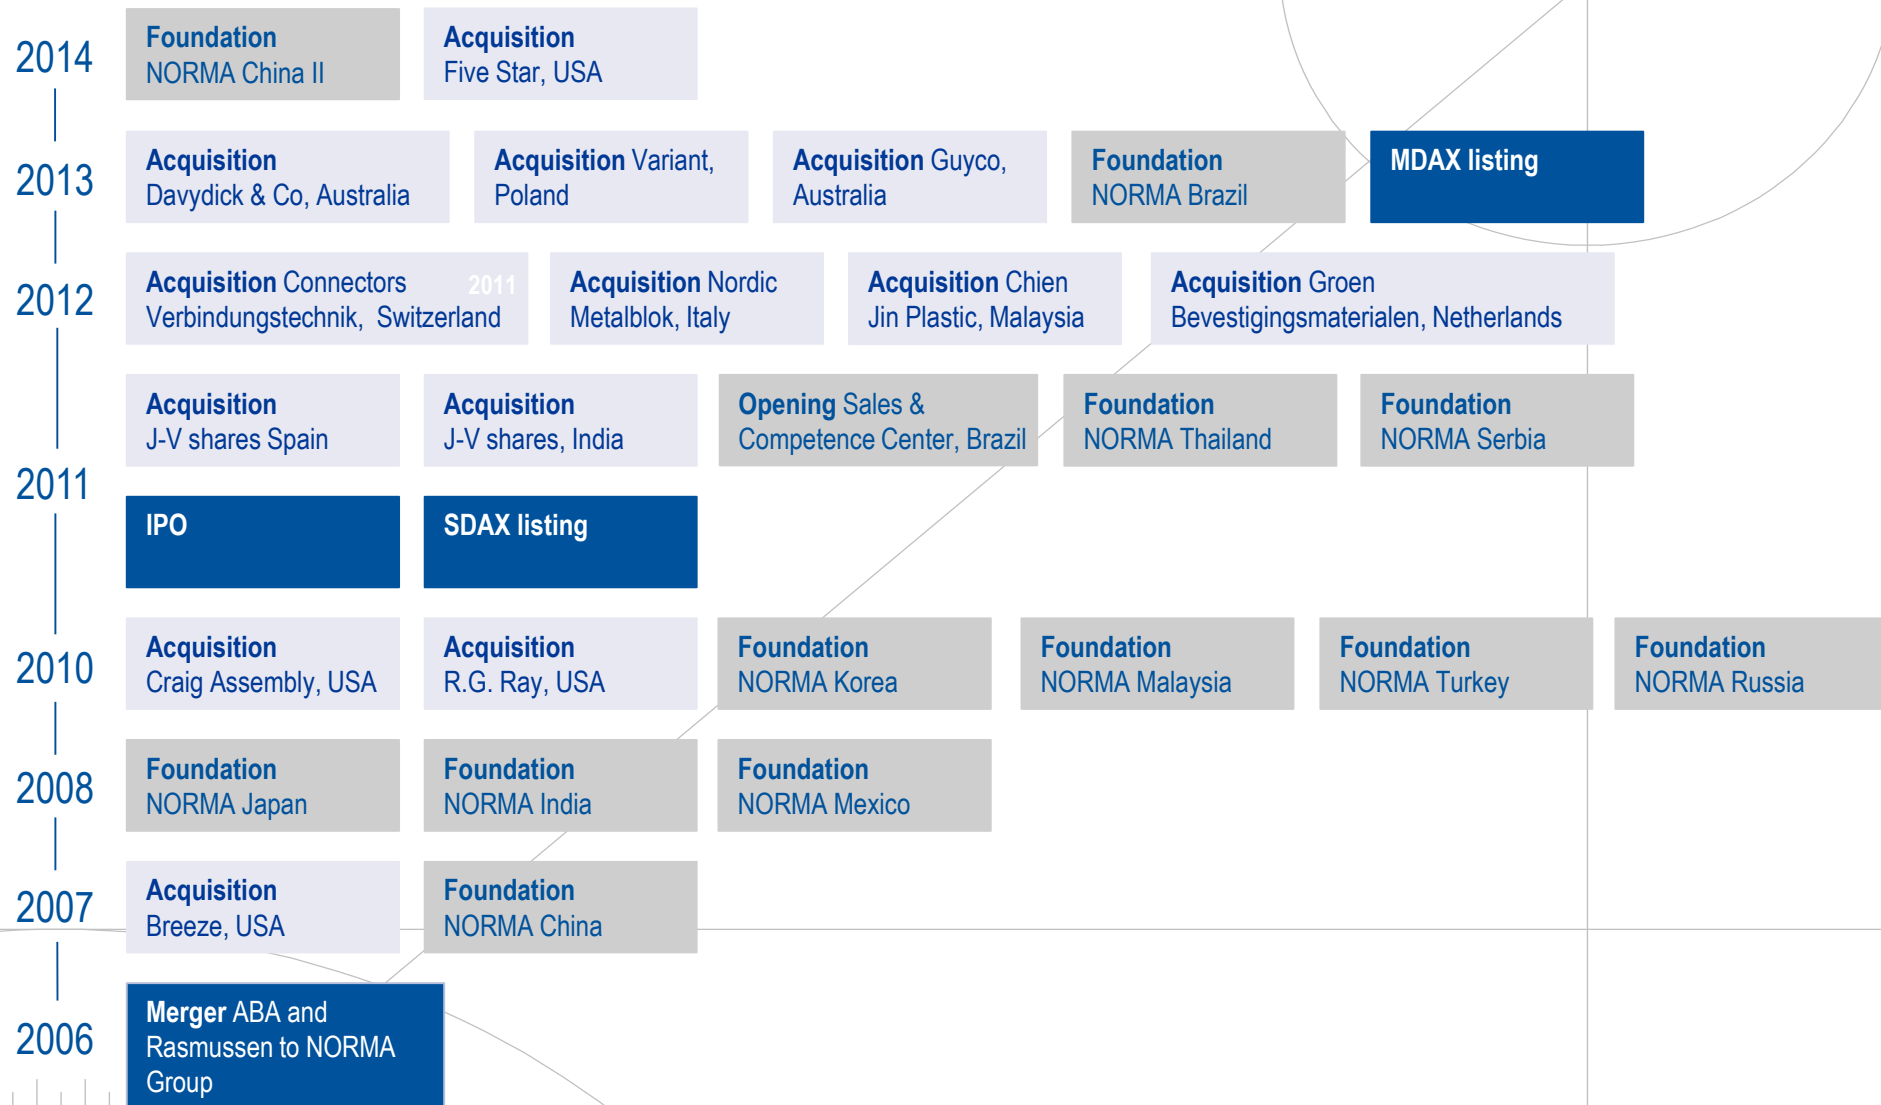 2014
Foundation
NORMA China II
Acquisition
Five Star, USA
2013
Acquisition
Davydick & Co, Australia
Acquisition Variant,
Poland
Acquisition Guyco,
Australia
Foundation
NORMA Brazil
MDAX listing
2012
Acquisition Connectors
Verbindungstechnik, Switzerland
2011
Acquisition Nordic
Metalblok, Italy
Acquisition Chien
Jin Plastic, Malaysia
Acquisition Groen
Bevestigingsmaterialen, Netherlands
2011
Acquisition
J-V shares Spain
Acquisition
J-V shares, India
Opening Sales &
Competence Center, Brazil
Foundation
NORMA Thailand
Foundation
NORMA Serbia
IPO
SDAX listing
2010
Acquisition
Craig Assembly, USA
Acquisition
R.G. Ray, USA
Foundation
NORMA Korea
Foundation
NORMA Malaysia
Foundation
NORMA Turkey
Foundation
NORMA Russia
2008
Foundation
NORMA Japan
Foundation
NORMA India
Foundation
NORMA Mexico
2007
Acquisition
Breeze, USA
Foundation
NORMA China
2006
Merger ABA and
Rasmussen to NORMA
Group